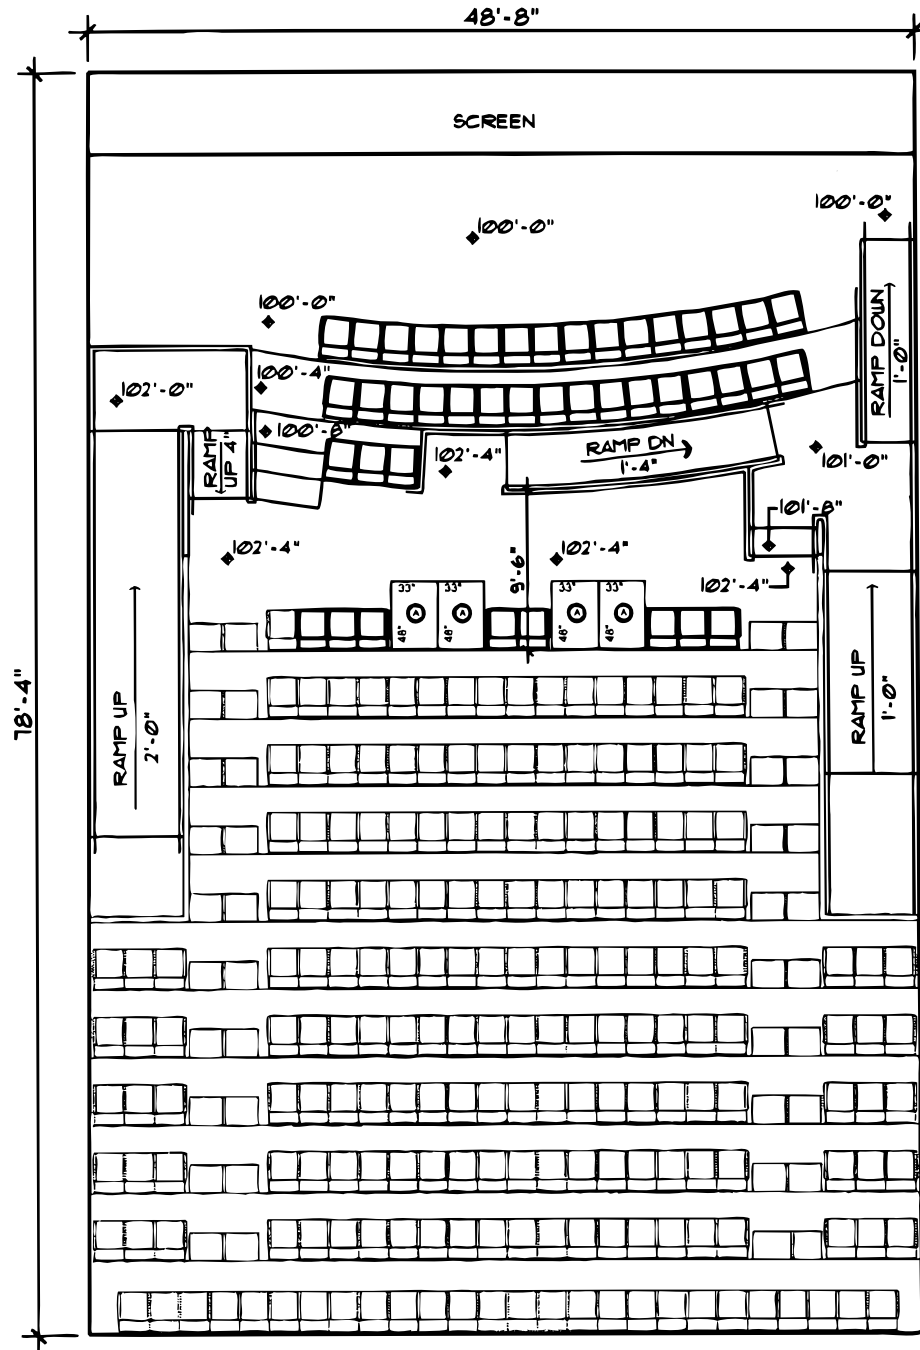 48'-8"
SCREEN
100'-0"
100'-0"
100'-0"
RAMP DOWN
1'-0"
102'-0"
100'-4"
100'-8"
RAMP
UP 4"
102'-4"
RAMP DN
1'-4"
101'-0"
101'-8"
102'-4"
102'-4"
102'-4"
9'-6"
33"
33"
33"
33"
A
A
A
A
48"
48"
48"
48"
78'-4"
RAMP UP
2'-0"
RAMP UP
1'-0"